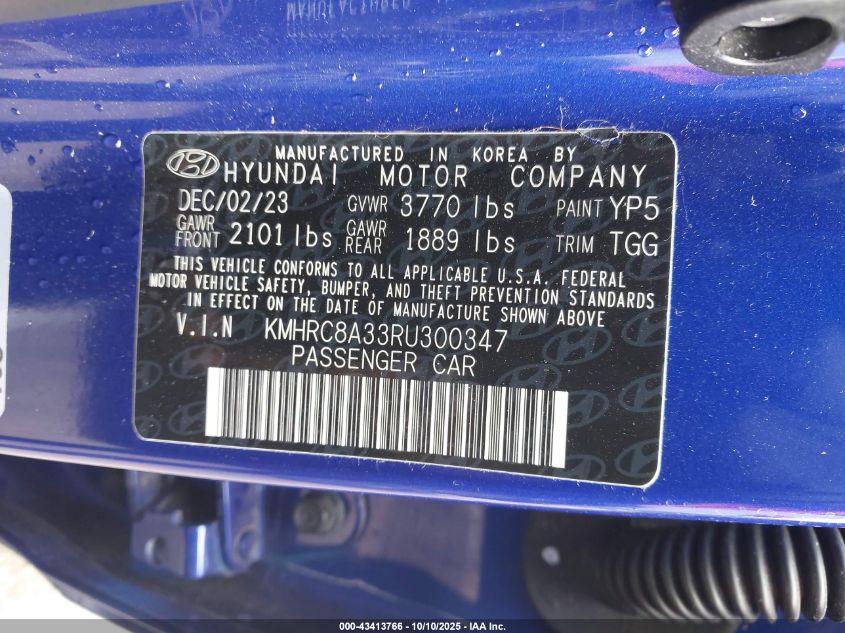 MANUFACTURED IN KOREA BY
HYUNDAI MOTOR COMPANY
DEC/02/23 GVWR 3770 lbs PAINT YP5
GAWR FRONT 2101 lbs GAWR REAR 1889 lbs TRIM TGG
THIS VEHICLE CONFORMS TO ALL APPLICABLE U.S.A. FEDERAL
MOTOR VEHICLE SAFETY, BUMPER, AND THEFT PREVENTION STANDARDS
IN EFFECT ON THE DATE OF MANUFACTURE SHOWN ABOVE
V.I.N KMHRC8A33RU300347
PASSENGER CAR
000-43413766 - 10/10/2025 - IAA Inc.